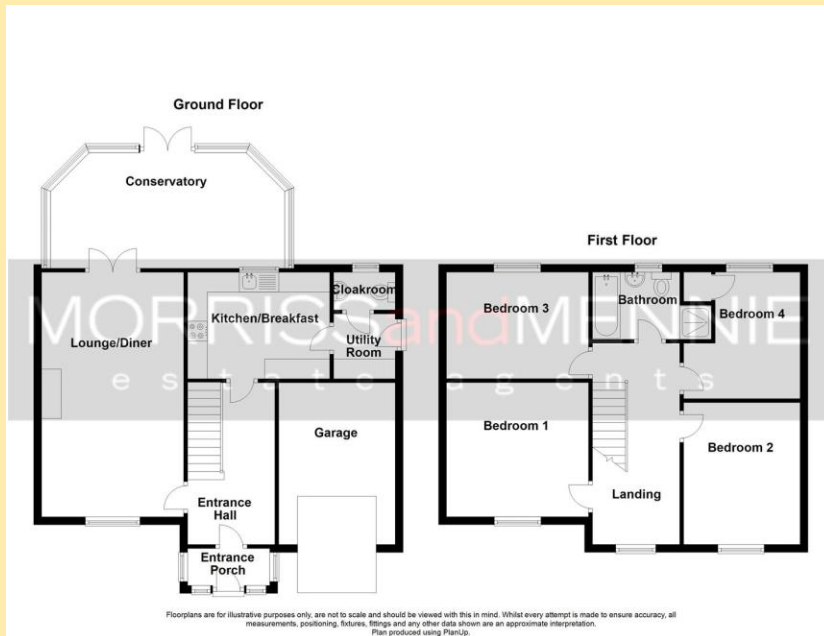 Ground Floor
Conservatory
Cloakroom
Kitchen/Breakfast
Lounge/Diner
Utility
Room
Garage
Entrance
Hall
Entrance
Porch
First Floor
Bedroom 3
Bathroom
Bedroom 4
Bedroom 1
Bedroom 2
Landing
MORRISandMENNIE
estate agents
Floorplans are for illustrative purposes only, are not to scale and should be viewed with this in mind. Whilst every attempt is made to ensure accuracy, all
measurements, positioning, fixtures, fittings and any other data shown are an approximate interpretation.
Plan produced using PlanUp.